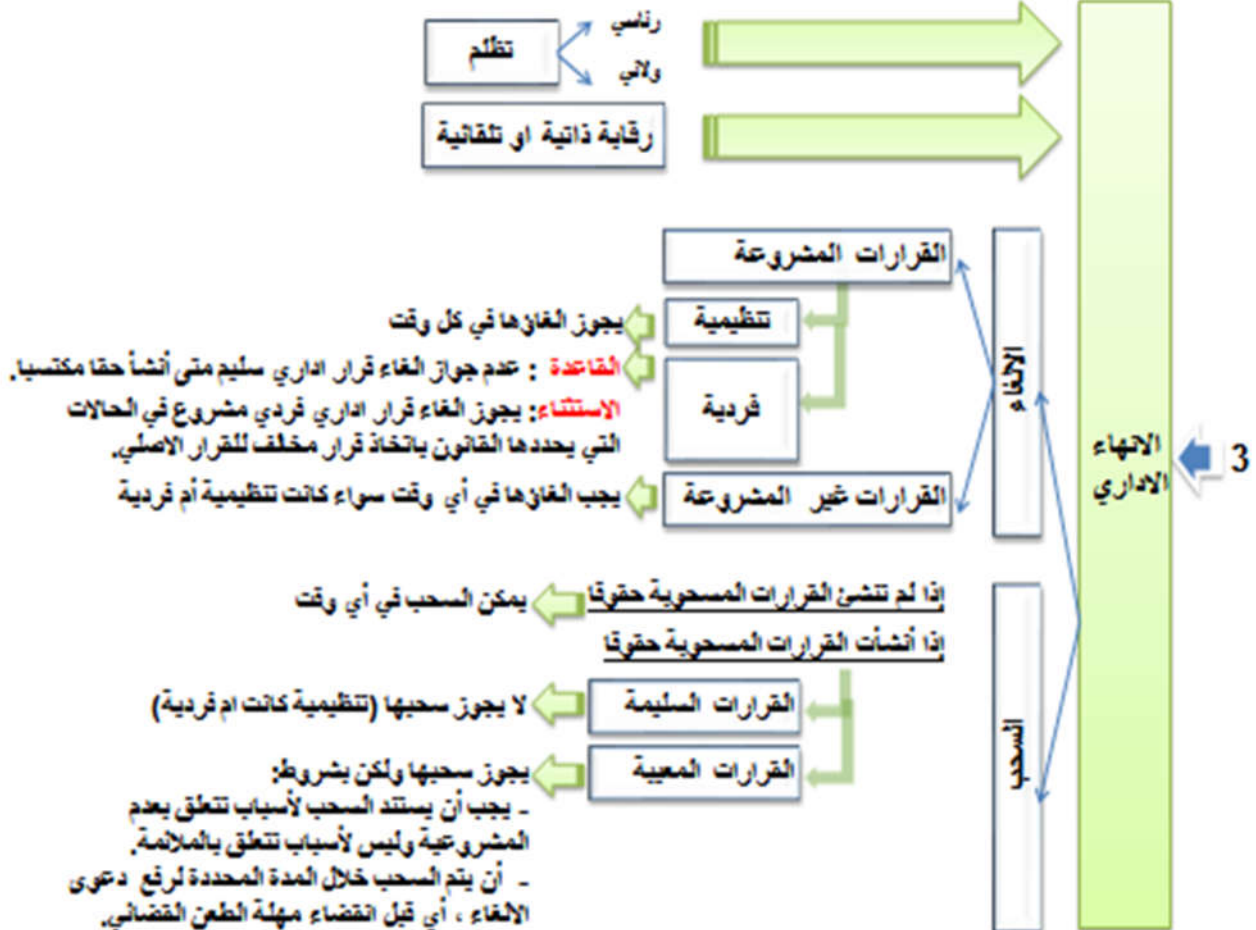 3
الانهاء
الاداري
تظلم
رئاسي
ولائي
رقابة ذاتية او تلقائية
الالغاء
القرارات المشروعة
تنظيمية
يجوز الغاؤها في كل وقت
فردية
القاعدة : عدم جواز الغاء قرار اداري سليم متى أنشأ حقا مكتسبا.
الاستثناء: يجوز الغاء قرار اداري فردي مشروع في الحالات
التي يحددها القانون باتخاذ قرار مخالف للقرار الاصلي.
القرارات غير المشروعة
يجب الغاؤها في أي وقت سواء كانت تنظيمية أم فردية
السحب
إذا لم تنشئ القرارات المسحوبة حقوقا
يمكن السحب في أي وقت
إذا أنشأت القرارات المسحوبة حقوقا
القرارات السليمة
لا يجوز سحبها (تنظيمية كانت ام فردية)
القرارات المعيبة
يجوز سحبها ولكن بشروط:
- يجب أن يستند السحب لأسباب تتعلق بعدم
المشروعية وليس لأسباب تتعلق بالملائمة.
- أن يتم السحب خلال المدة المحددة لرفع دعوى
الالغاء ، أي قبل انقضاء مهلة الطعن القضائي.